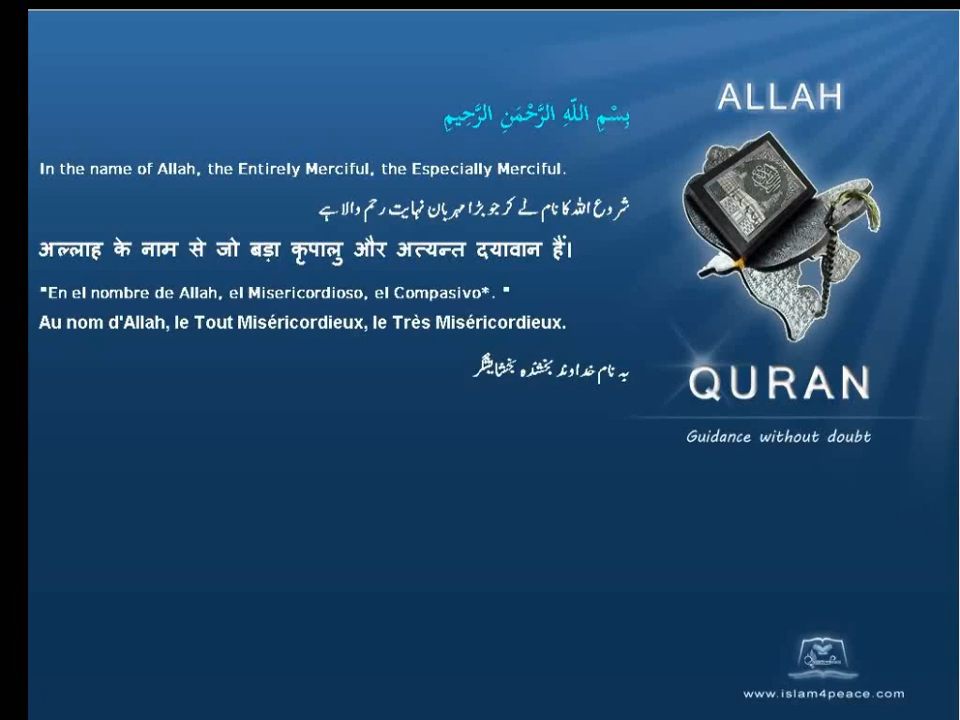 بِسْمِ اللَّهِ الرَّحْمَنِ الرَّحِيمِ
In the name of Allah, the Entirely Merciful, the Especially Merciful.
شروع الله کا نام لے کر جو بڑا مہربان نہایت رحم والا ہے
अल्लाह के नाम से जो बड़ा कृपालु और अत्यन्त दयावान हैं।
"En el nombre de Allah, el Misericordioso, el Compasivo*. "
Au nom d'Allah, le Tout Miséricordieux, le Très Miséricordieux.
به نام خداوند بخشنده بخشایشگر
ALLAH
QURAN
Guidance without doubt
www.islam4peace.com